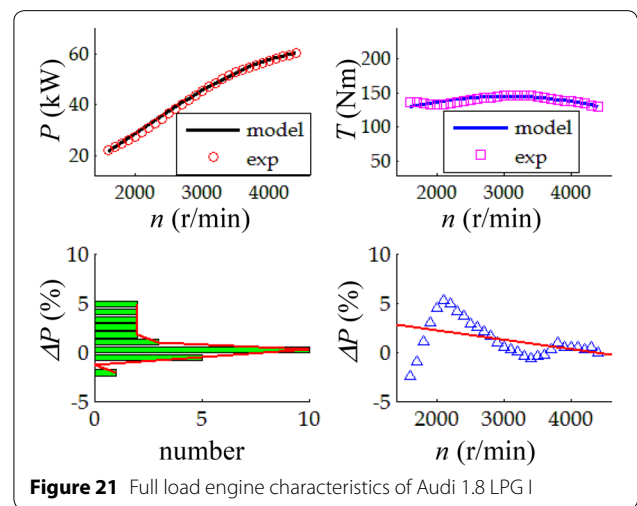 60
40
20
P (kW)
model
exp
2000 3000 4000
n (r/min)
200
150
100
50
T (Nm)
model
exp
2000 3000 4000
n (r/min)
10
5
0
-5
ΔP (%)
0 5 10
number
10
5
0
-5
ΔP (%)
2000 3000 4000
n (r/min)
Figure 21 Full load engine characteristics of Audi 1.8 LPG I